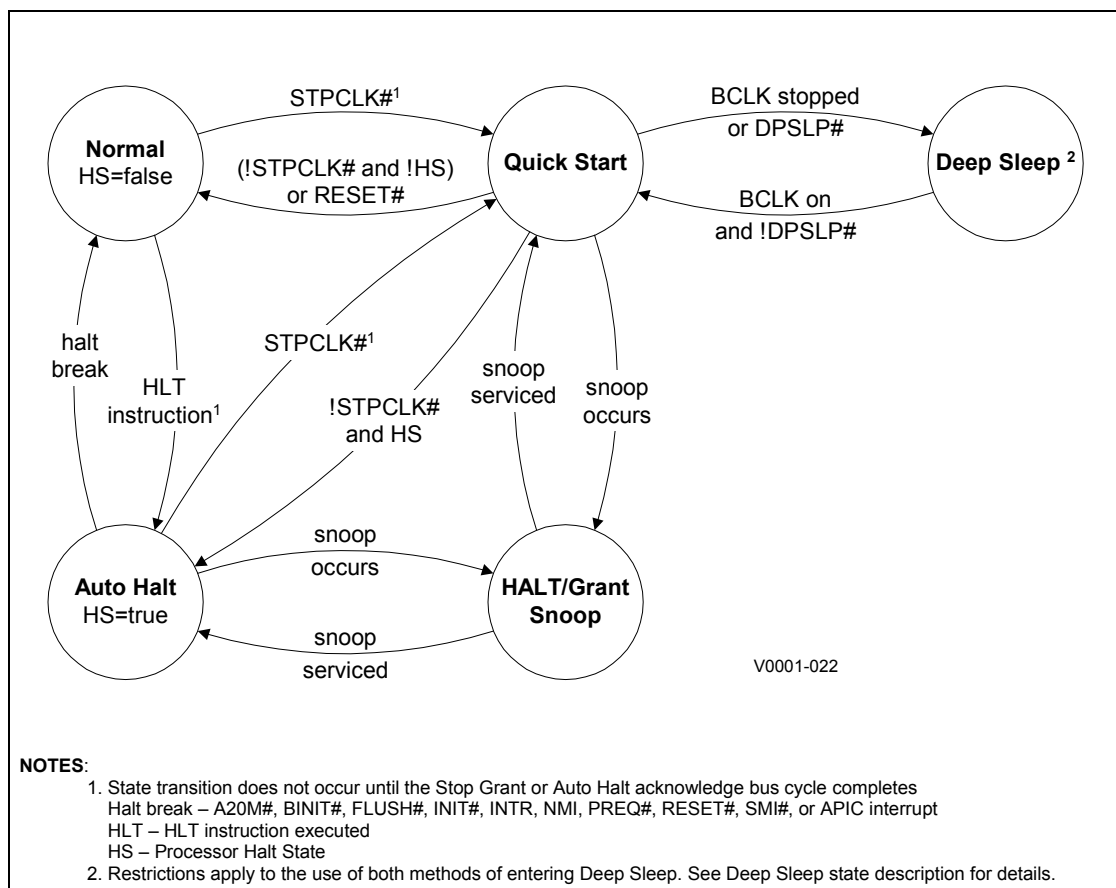 STPCLK#¹
BCLK stopped
or DPSLP#
Normal
HS=false
(!STPCLK# and !HS)
or RESET#
Quick Start
Deep Sleep ²
BCLK on
and !DPSLP#
halt
break
HLT
instruction¹
STPCLK#¹
!STPCLK#
and HS
snoop
serviced
snoop
occurs
Auto Halt
HS=true
snoop
occurs
HALT/Grant
Snoop
snoop
serviced
V0001-022
NOTES:
1. State transition does not occur until the Stop Grant or Auto Halt acknowledge bus cycle completes
Halt break – A20M#, BINIT#, FLUSH#, INIT#, INTR, NMI, PREQ#, RESET#, SMI#, or APIC interrupt
HLT – HLT instruction executed
HS – Processor Halt State
2. Restrictions apply to the use of both methods of entering Deep Sleep. See Deep Sleep state description for details.